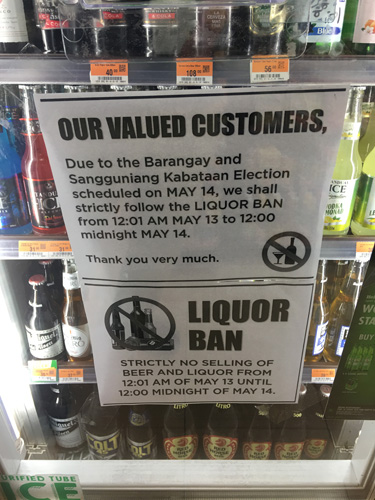 OUR VALUED CUSTOMERS,
Due to the Barangay and
Sangguniang Kabataan Election
scheduled on MAY 14, we shall
strictly follow the LIQUOR BAN
from 12:01 AM MAY 13 to 12:00
midnight MAY 14.
Thank you very much.
LIQUOR
BAN
STRICTLY NO SELLING OF
BEER AND LIQUOR FROM
12:01 AM OF MAY 13 UNTIL
12:00 MIDNIGHT OF MAY 14.
ICE